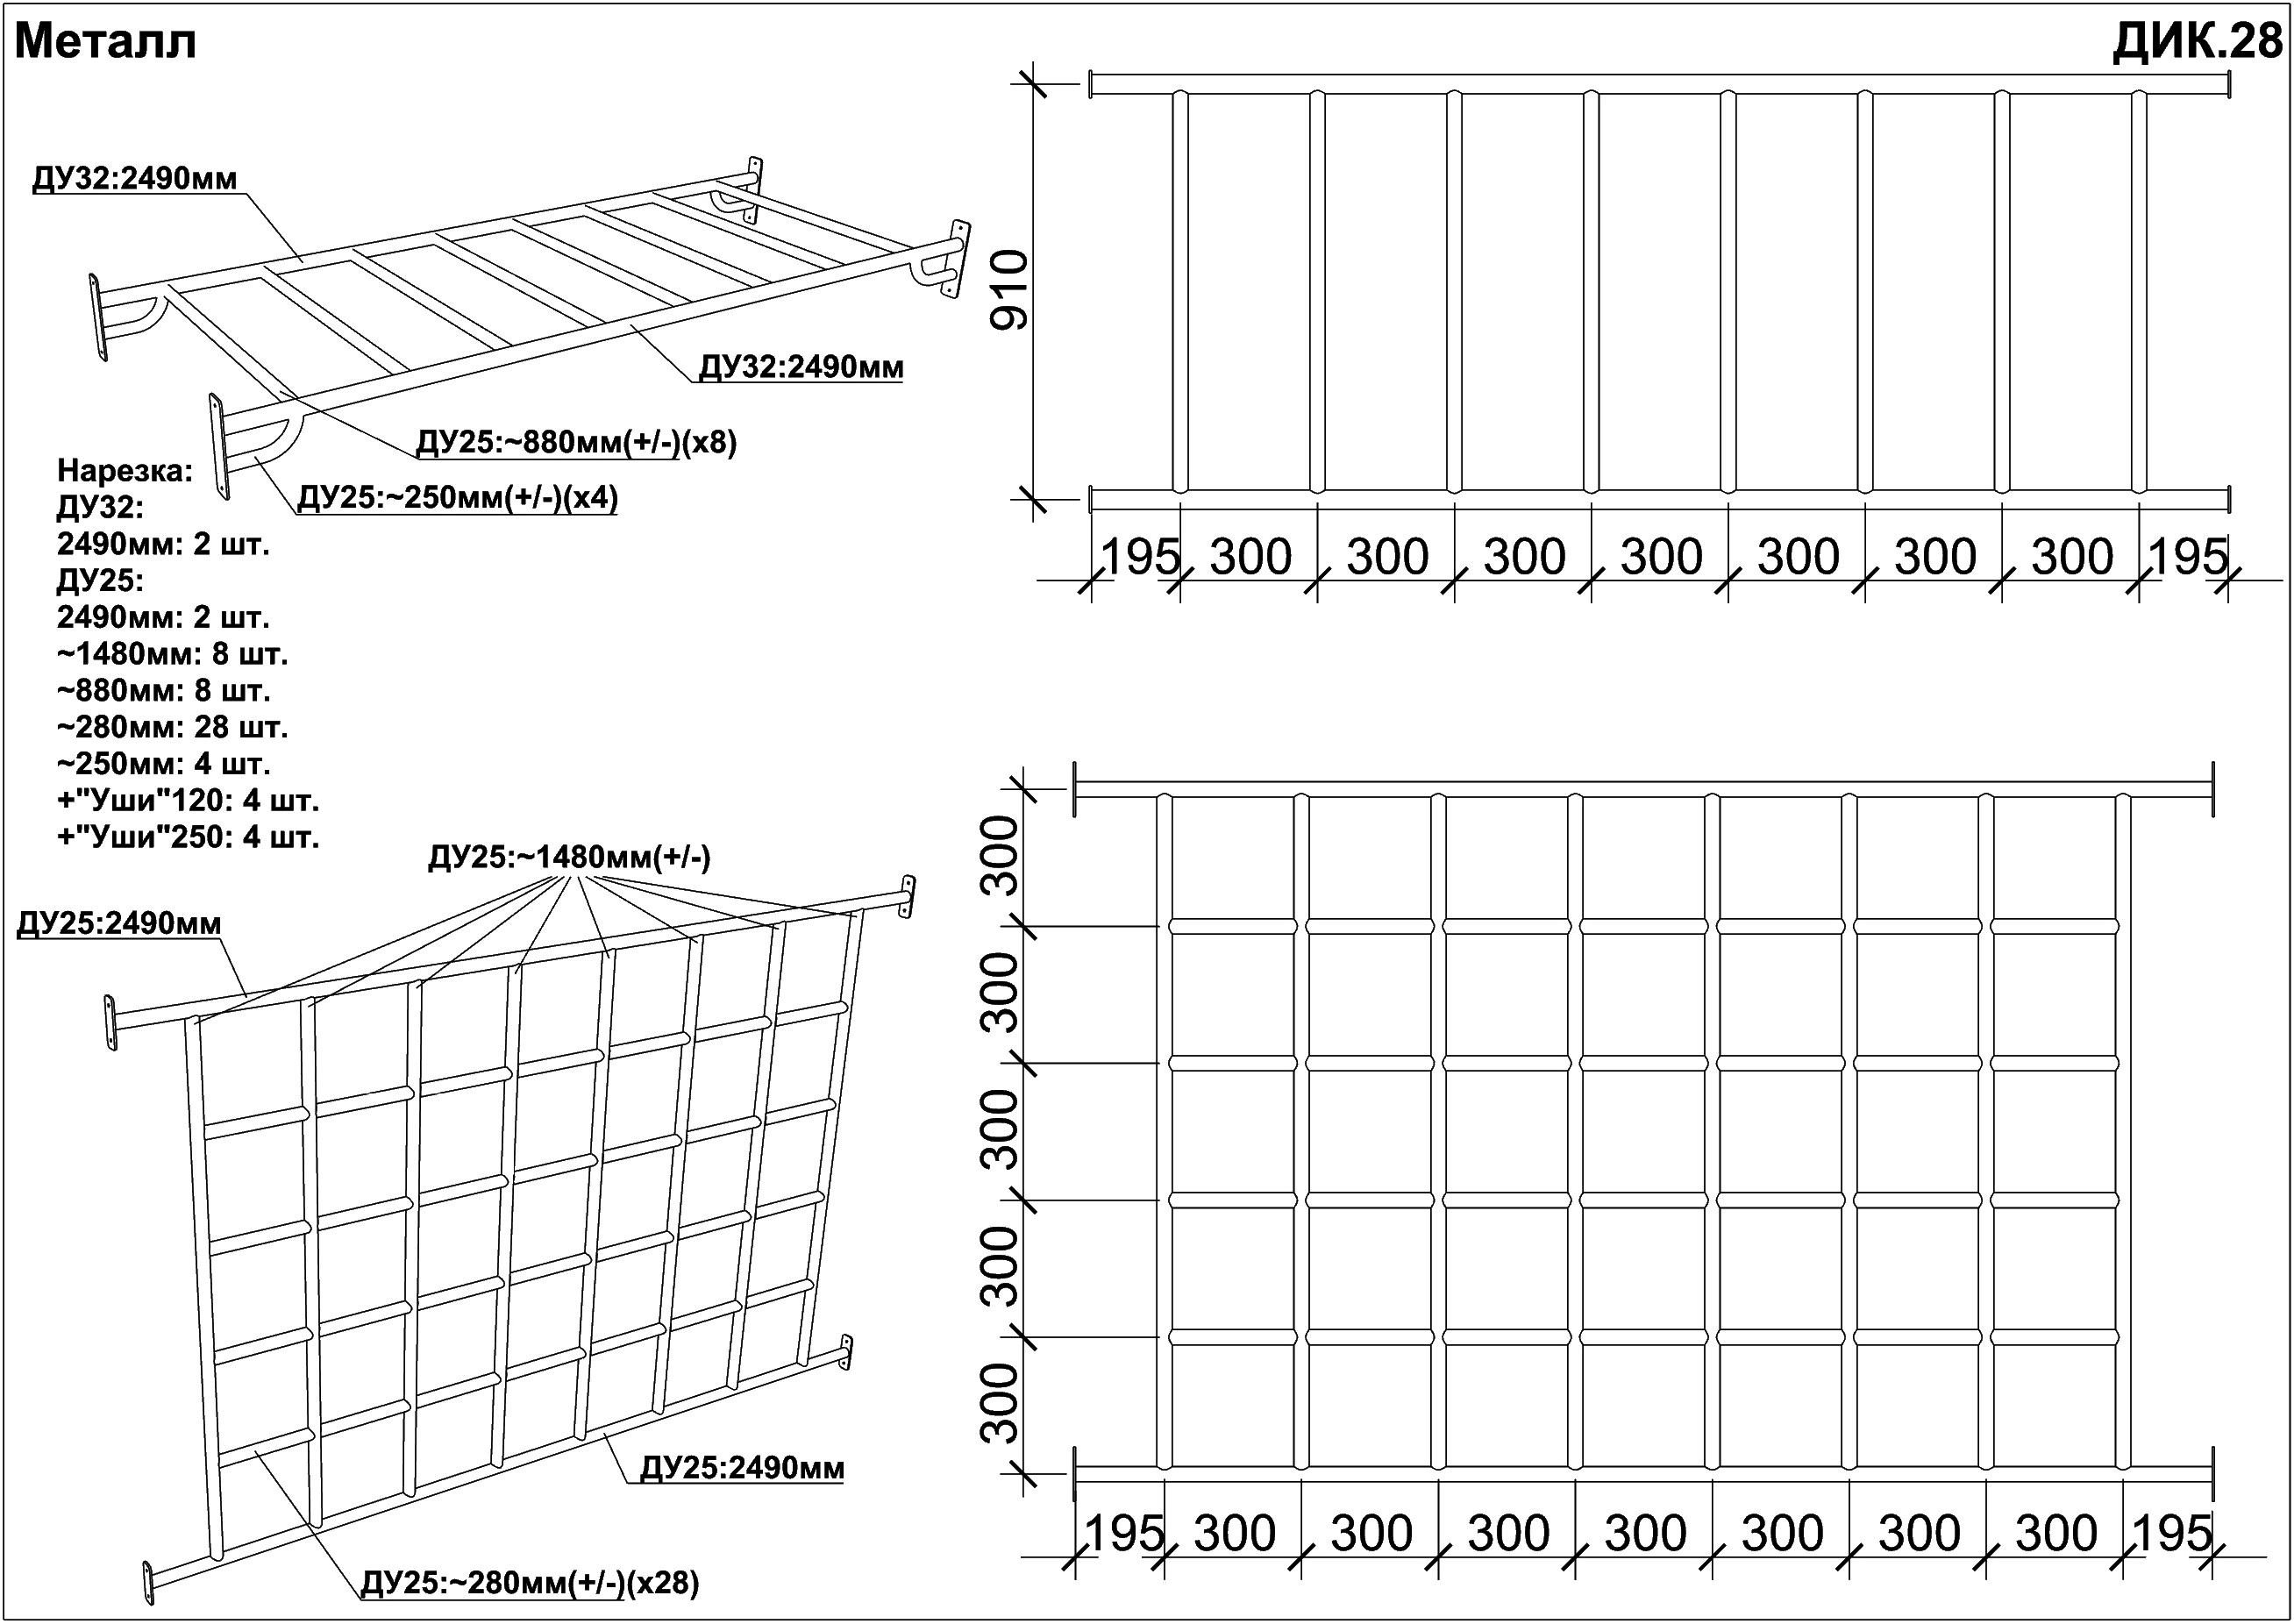 Металл
ДИК.28
ДУ32:2490мм
ДУ32:2490мм
ДУ25:~880мм(+/-)(х8)
ДУ25:~250мм(+/-)(х4)
Нарезка:
ДУ32:
2490мм: 2 шт.
ДУ25:
2490мм: 2 шт.
~1480мм: 8 шт.
~880мм: 8 шт.
~280мм: 28 шт.
~250мм: 4 шт.
+"Уши"120: 4 шт.
+"Уши"250: 4 шт.
910
195 300 300 300 300 300 300 300 195
ДУ25:~1480мм(+/-)
ДУ25:2490мм
ДУ25:2490мм
ДУ25:~280мм(+/-)(х28)
300
300
300
300
300
195 300 300 300 300 300 300 300 195